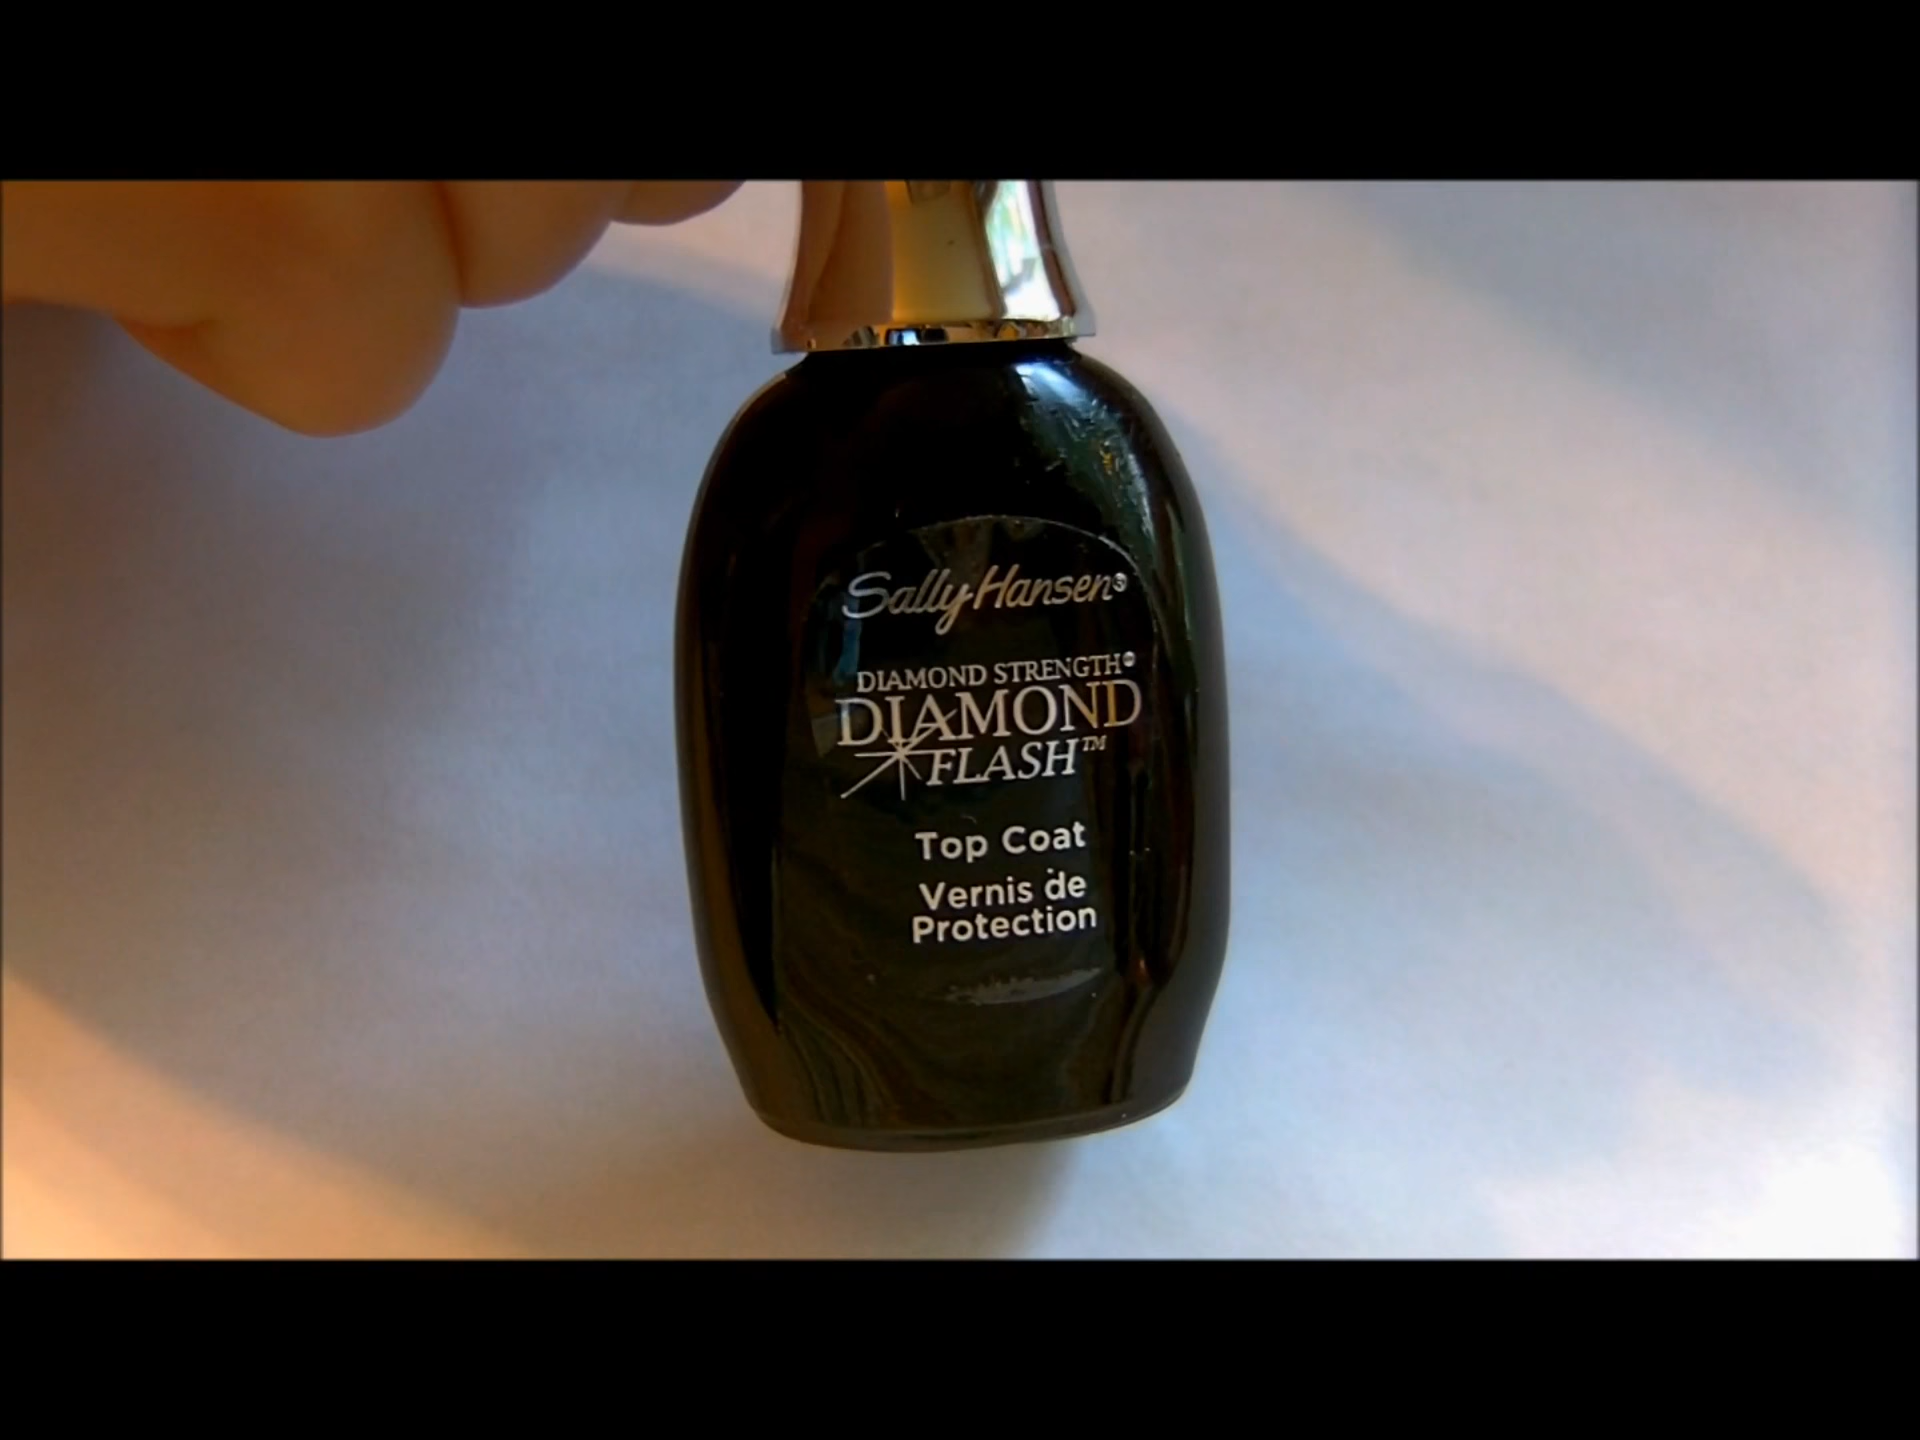 Sally Hansen®
DIAMOND STRENGTH®
DIAMOND
FLASH™
Top Coat
Vernis de
Protection